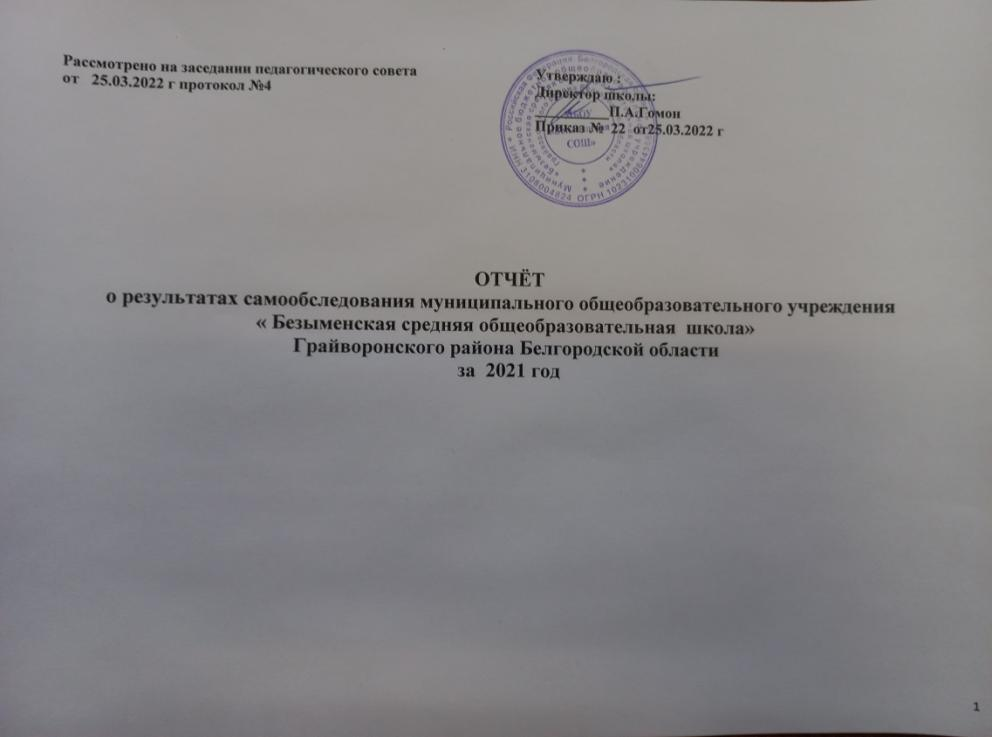 Рассмотрено на заседании педагогического совета
от 25.03.2022 г протокол №4
Утверждаю :
Директор школы:
________П.А.Гомон
Приказ № 22 от25.03.2022 г
СОШ»
ОТЧЁТ
о результатах самообследования муниципального общеобразовательного учреждения
« Безыменская средняя общеобразовательная школа»
Грайворонского района Белгородской области
за 2021 год
1